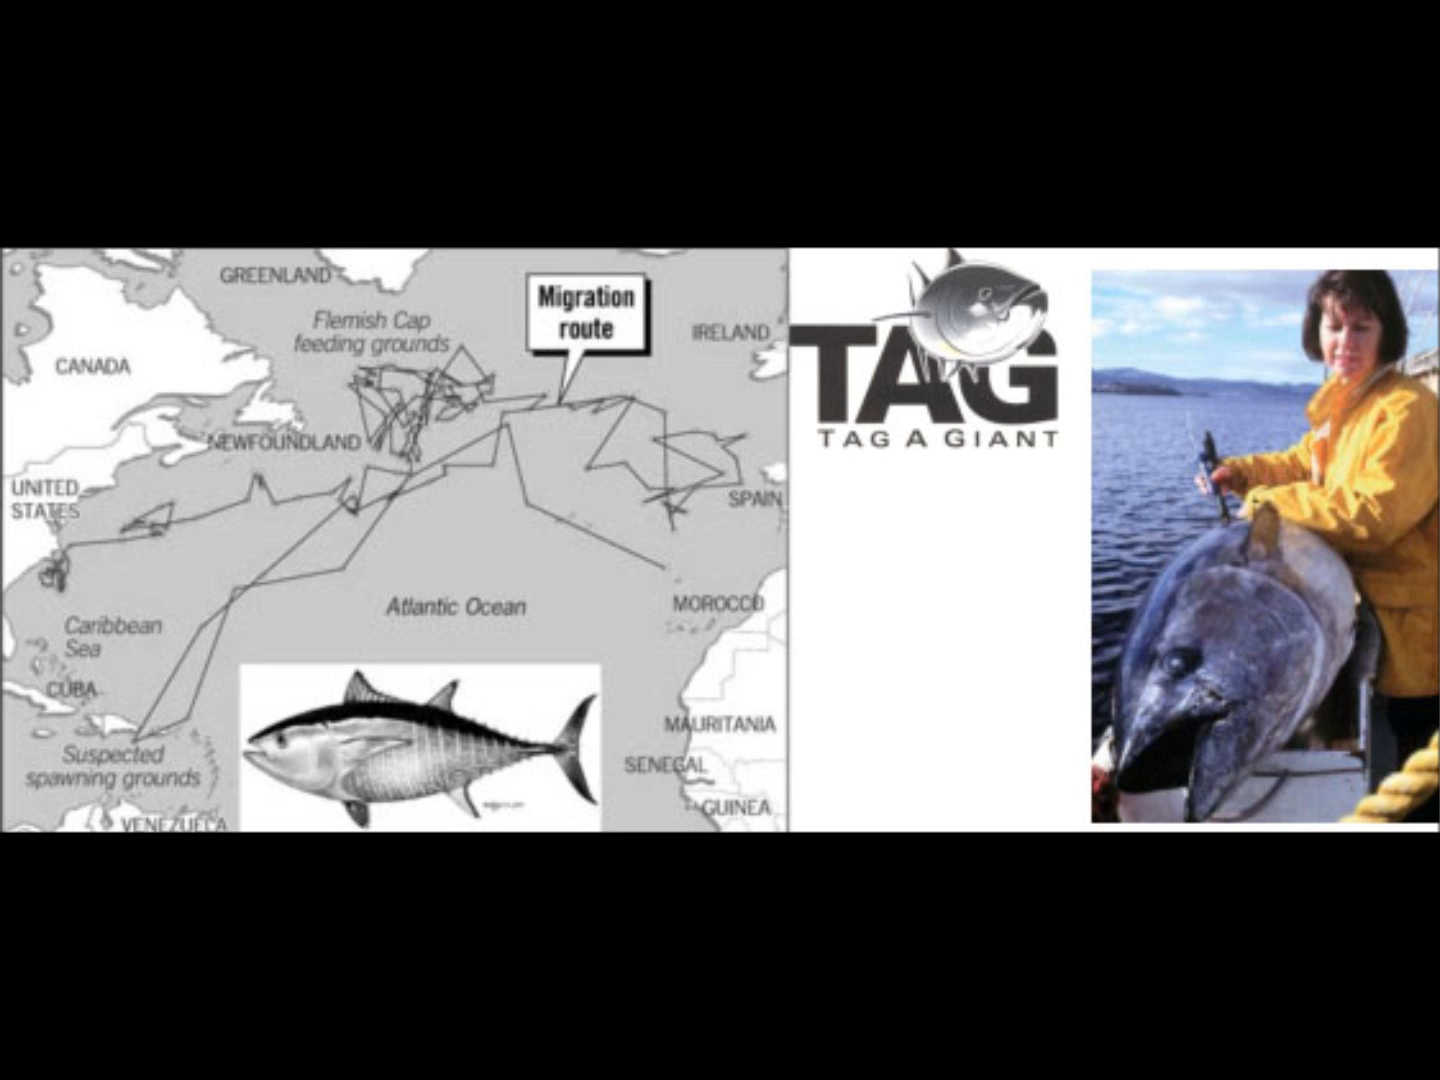 GREENLAND
Migration
route
Flemish Cap
feeding grounds
IRELAND
CANADA
NEWFOUNDLAND
UNITED
STATES
SPAIN
Atlantic Ocean
MOROCCO
Caribbean
Sea
CUBA
MAURITANIA
Suspected
spawning grounds
SENEGAL
GUINEA
VENEZUELA
TAG
TAG A GIANT